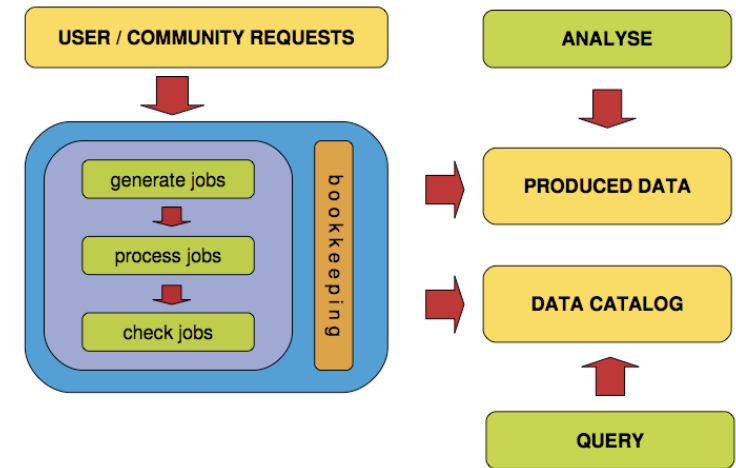 USER / COMMUNITY REQUESTS
generate jobs
process jobs
check jobs
bookkeeping
ANALYSE
PRODUCED DATA
DATA CATALOG
QUERY